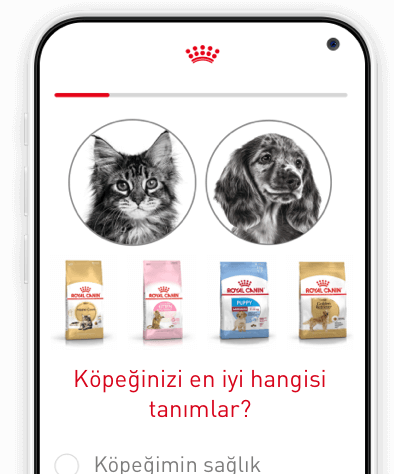 ROYAL CANIN
ROYAL CANIN
ROYAL CANIN
PUPPY
ROYAL CANIN
Köpeğinizi en iyi hangisi
tanımlar?
Köpeğimin sağlık